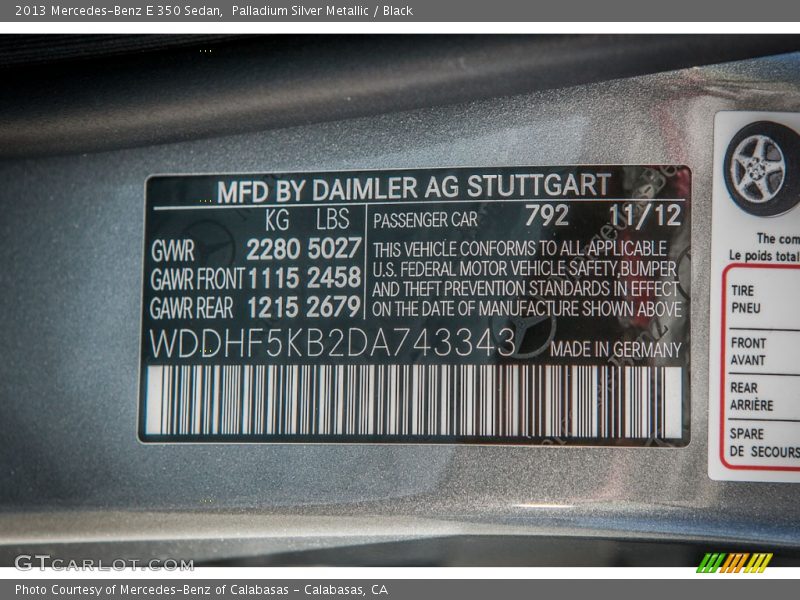 2013 Mercedes-Benz E 350 Sedan, Palladium Silver Metallic / Black
MFD BY DAIMLER AG STUTTGART
KG LBS
GVWR 2280 5027
GAWR FRONT 1115 2458
GAWR REAR 1215 2679
PASSENGER CAR 792 11/12
THIS VEHICLE CONFORMS TO ALL APPLICABLE
U.S. FEDERAL MOTOR VEHICLE SAFETY,BUMPER
AND THEFT PREVENTION STANDARDS IN EFFECT
ON THE DATE OF MANUFACTURE SHOWN ABOVE
WDDHF5KB2DA743343
MADE IN GERMANY
The com
Le poids total
TIRE
PNEU
FRONT
AVANT
REAR
ARRIÈRE
SPARE
DE SECOURS
GTCARLOT.COM
Photo Courtesy of Mercedes-Benz of Calabasas - Calabasas, CA